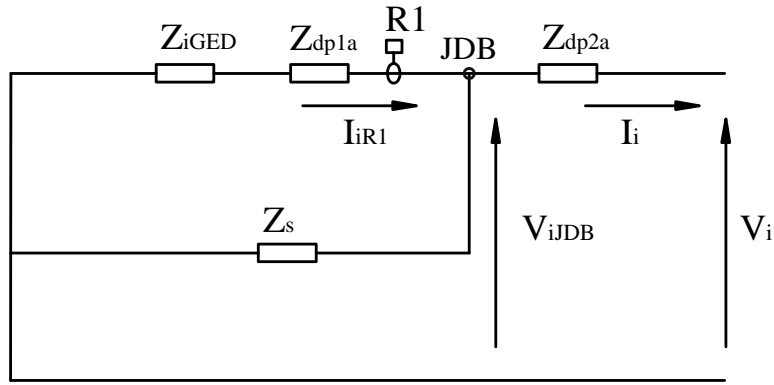 R1
ZiGED
Zdp1a
JDB
Zdp2a
IiR1
Ii
Zs
ViJDB
Vi